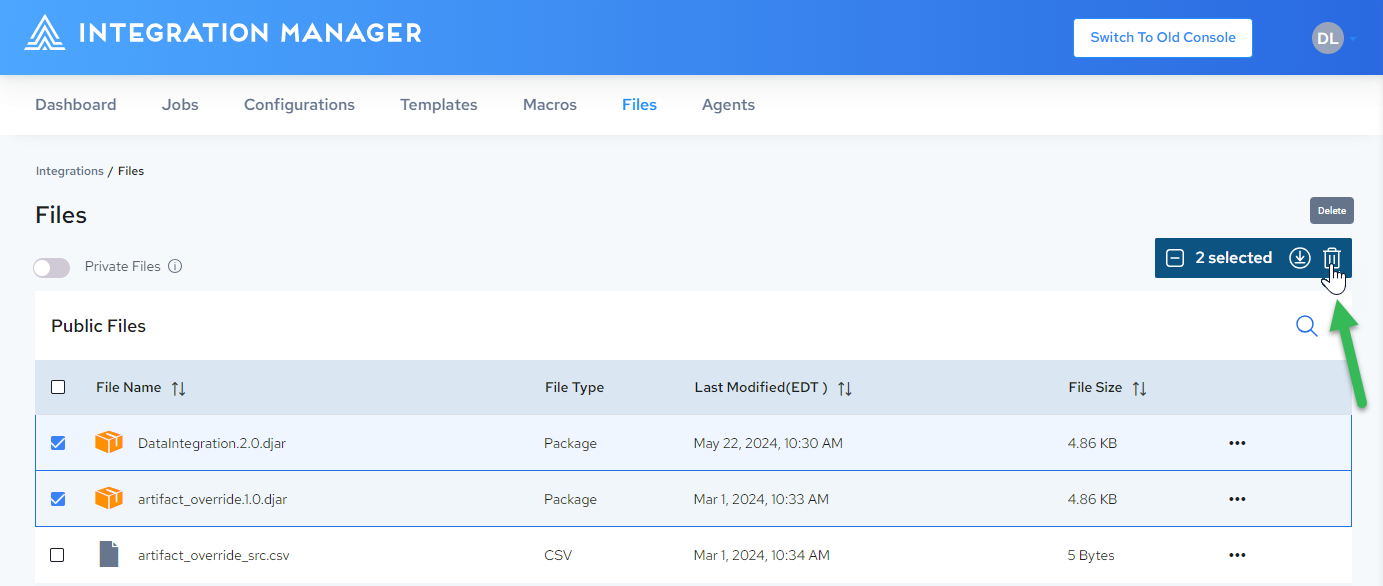 INTEGRATION MANAGER
Switch To Old Console
DL
Dashboard Jobs Configurations Templates Macros Files Agents
Integrations / Files
Files
Delete
Private Files
2 selected
Public Files
File Name File Type Last Modified(EDT ) File Size
DataIntegration.2.0.djar Package May 22, 2024, 10:30 AM 4.86 KB
artifact_override.1.0.djar Package Mar 1, 2024, 10:33 AM 4.86 KB
artifact_override_src.csv CSV Mar 1, 2024, 10:34 AM 5 Bytes